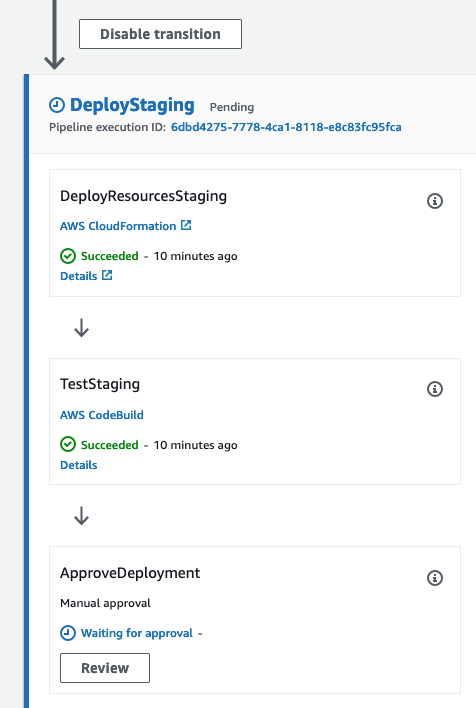 Disable transition
DeployStaging Pending
Pipeline execution ID: 6dbd4275-7778-4ca1-8118-e8c83fc95fca
DeployResourcesStaging
AWS CloudFormation
Succeeded - 10 minutes ago
Details
TestStaging
AWS CodeBuild
Succeeded - 10 minutes ago
Details
ApproveDeployment
Manual approval
Waiting for approval -
Review